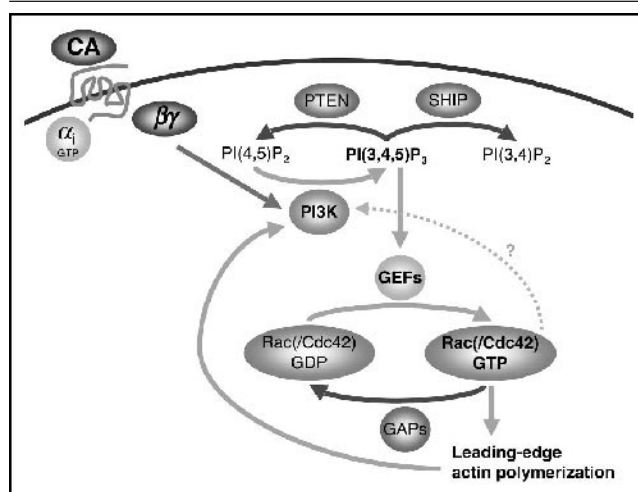 CA
PTEN
SHIP
βγ
αi
GTP
PI(4,5)P₂
PI(3,4,5)P₃
PI(3,4)P₂
PI3K
?
GEFs
Rac(/Cdc42)
GDP
Rac(/Cdc42)
GTP
GAPs
Leading-edge
actin polymerization